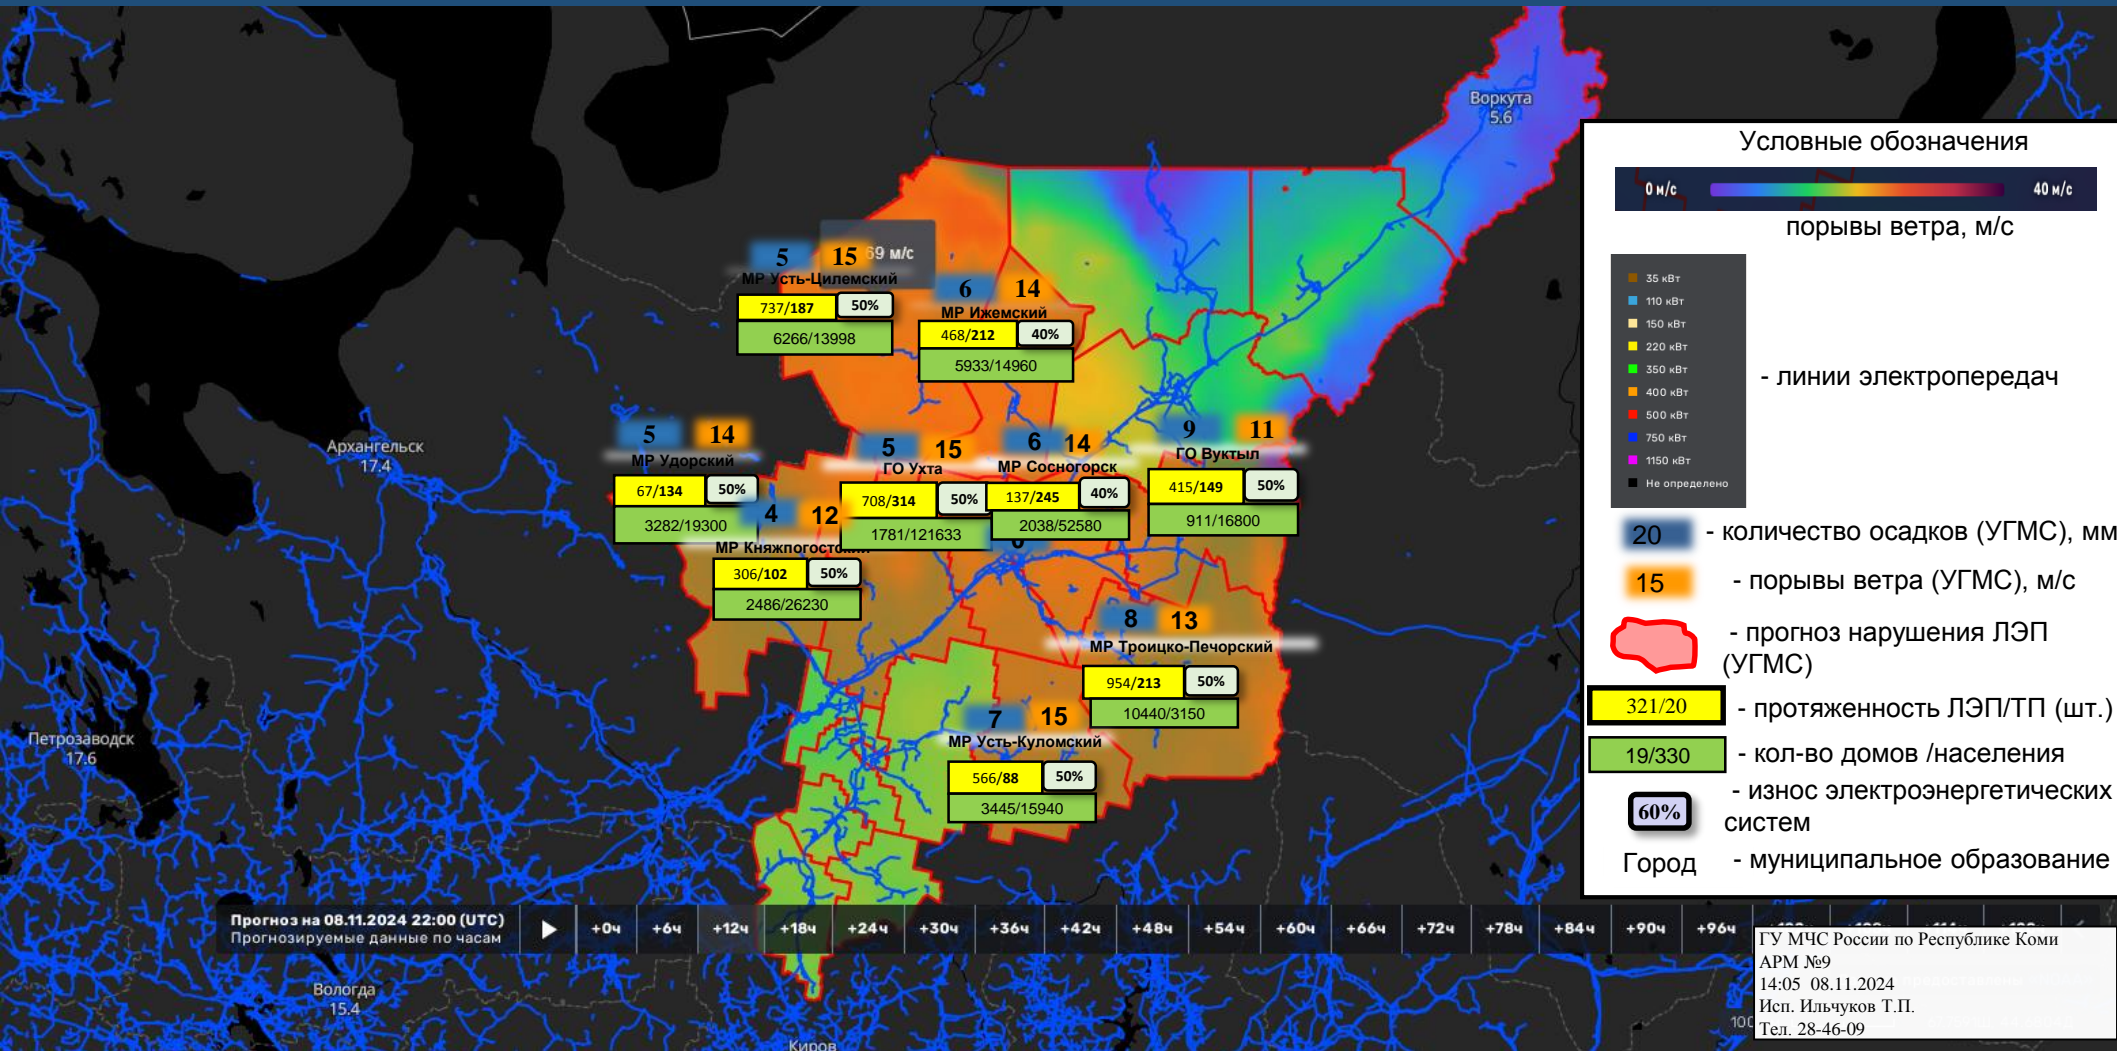 Воркута
5.6
Условные обозначения
0 м/с
40 м/с
порывы ветра, м/с
5
15
69 м/с
МР Усть-Цилемский
737/187
50%
6266/13998
6
14
МР Ижемский
468/212
40%
5933/14960
35 кВт
110 кВт
150 кВт
220 кВт
350 кВт
400 кВт
500 кВт
750 кВт
1150 кВт
Не определено
- линии электропередач
Архангельск
17.4
5
14
МР Удорский
67/134
50%
3282/19300
5
15
ГО Ухта
708/314
50%
1781/121633
6
14
МР Сосногорск
137/245
40%
2038/52580
9
11
ГО Вуктыл
415/149
50%
911/16800
4
12
МР Княжпогостский
306/102
50%
2486/26230
20
- количество осадков (УГМС), мм
15
- порывы ветра (УГМС), м/с
- прогноз нарушения ЛЭП
(УГМС)
8
13
МР Троицко-Печорский
954/213
50%
10440/3150
321/20
- протяженность ЛЭП/ТП (шт.)
19/330
- кол-во домов /населения
60%
- износ электроэнергетических
систем
Город
- муниципальное образование
7
15
МР Усть-Куломский
566/88
50%
3445/15940
Петрозаводск
17.6
Прогноз на 08.11.2024 22:00 (UTC)
Прогнозируемые данные по часам
+0ч
+6ч
+12ч
+18ч
+24ч
+30ч
+36ч
+42ч
+48ч
+54ч
+60ч
+66ч
+72ч
+78ч
+84ч
+90ч
+96ч
Вологда
15.4
Киров
ГУ МЧС России по Республике Коми
АРМ №9
14:05 08.11.2024
Исп. Ильчуков Т.П.
Тел. 28-46-09